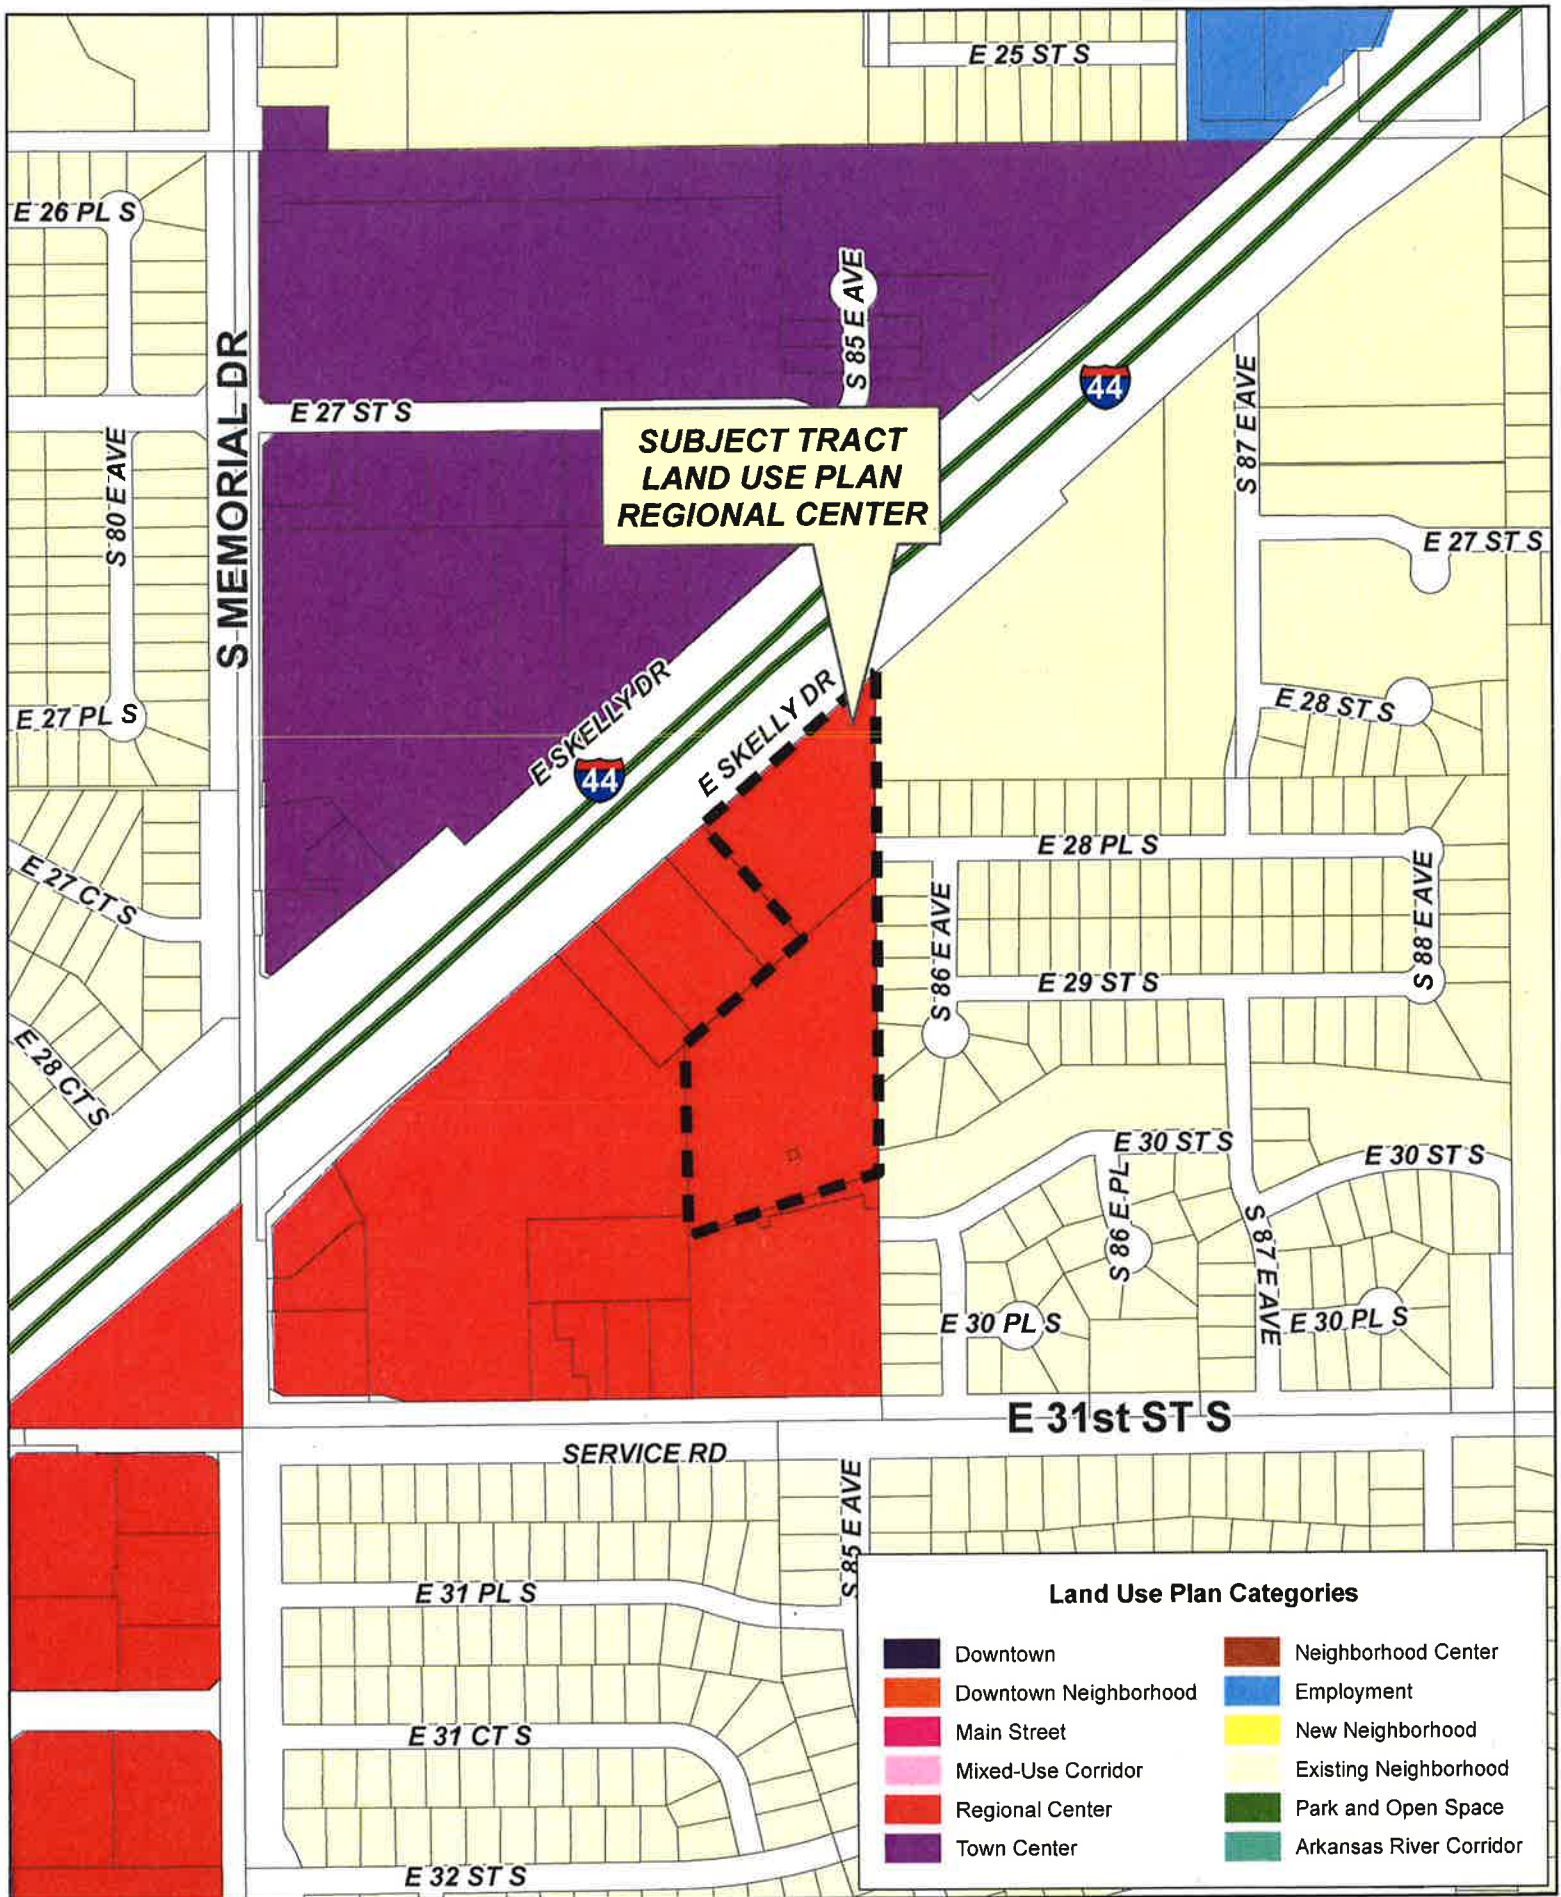 E 25 ST S
E 26 PL S
S 85 E AVE
S MEMORIAL DR
44
E 27 ST S
S 87 E AVE
SUBJECT TRACT
LAND USE PLAN
REGIONAL CENTER
S 80 E AVE
E 27 ST S
E 27 PL S
E SKELLY DR
44
E SKELLY DR
E 28 ST S
E 27 CT S
E 28 PL S
S 86 E AVE
S 88 E AVE
E 29 ST S
E 28 CT S
E 30 ST S
E 30 ST S
S 86 E PL
S 87 E AVE
E 30 PL S
E 30 PL S
E 31st ST S
SERVICE RD
S 85 E AVE
E 31 PL S
E 31 CT S
E 32 ST S
Land Use Plan Categories
Downtown
Downtown Neighborhood
Main Street
Mixed-Use Corridor
Regional Center
Town Center
Neighborhood Center
Employment
New Neighborhood
Existing Neighborhood
Park and Open Space
Arkansas River Corridor